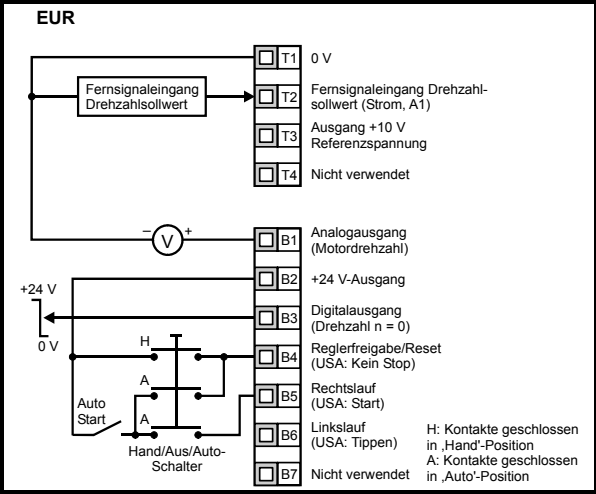 EUR
T1 0 V
Fernsignaleingang
Drehzahlsollwert
T2 Fernsignaleingang Drehzahl-
sollwert (Strom, A1)
T3 Ausgang +10 V
Referenzspannung
T4 Nicht verwendet
– V +
B1 Analogausgang
(Motordrehzahl)
B2 +24 V-Ausgang
+24 V
0 V
B3 Digitalausgang
(Drehzahl n = 0)
H
B4 Reglerfreigabe/Reset
(USA: Kein Stop)
A
B5 Rechtslauf
(USA: Start)
Auto
Start
A
B6 Linkslauf
(USA: Tippen)
Hand/Aus/Auto-
Schalter
B7 Nicht verwendet
H: Kontakte geschlossen
in ‚Hand'-Position
A: Kontakte geschlossen
in ‚Auto'-Position